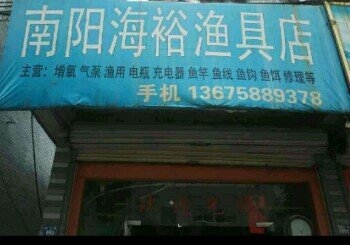 南阳海裕渔具店
主营：增氧 气泵 渔用 电瓶 充电器 鱼竿 鱼线 鱼钩 鱼饵 修理等
手机 13675889378